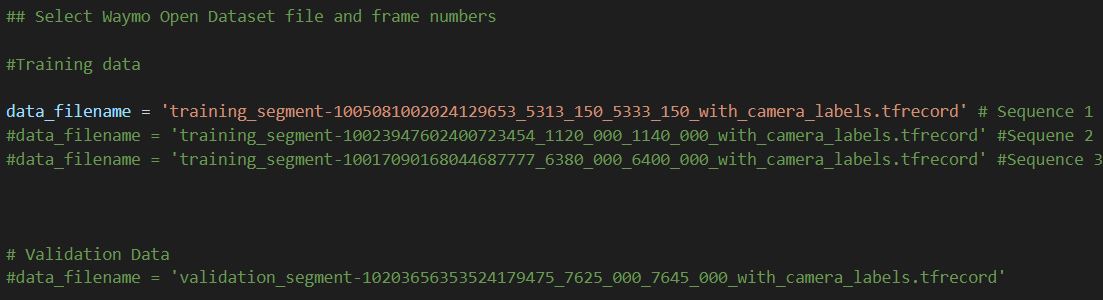 ## Select Waymo Open Dataset file and frame numbers
#Training data
data_filename = 'training_segment-1005081002024129653_5313_150_5333_150_with_camera_labels.tfrecord' # Sequence 1
#data_filename = 'training_segment-10023947602400723454_1120_000_1140_000_with_camera_labels.tfrecord' #Sequene 2
#data_filename = 'training_segment-10017090168044687777_6380_000_6400_000_with_camera_labels.tfrecord' #Sequence 3
# Validation Data
#data_filename = 'validation_segment-10203656353524179475_7625_000_7645_000_with_camera_labels.tfrecord'